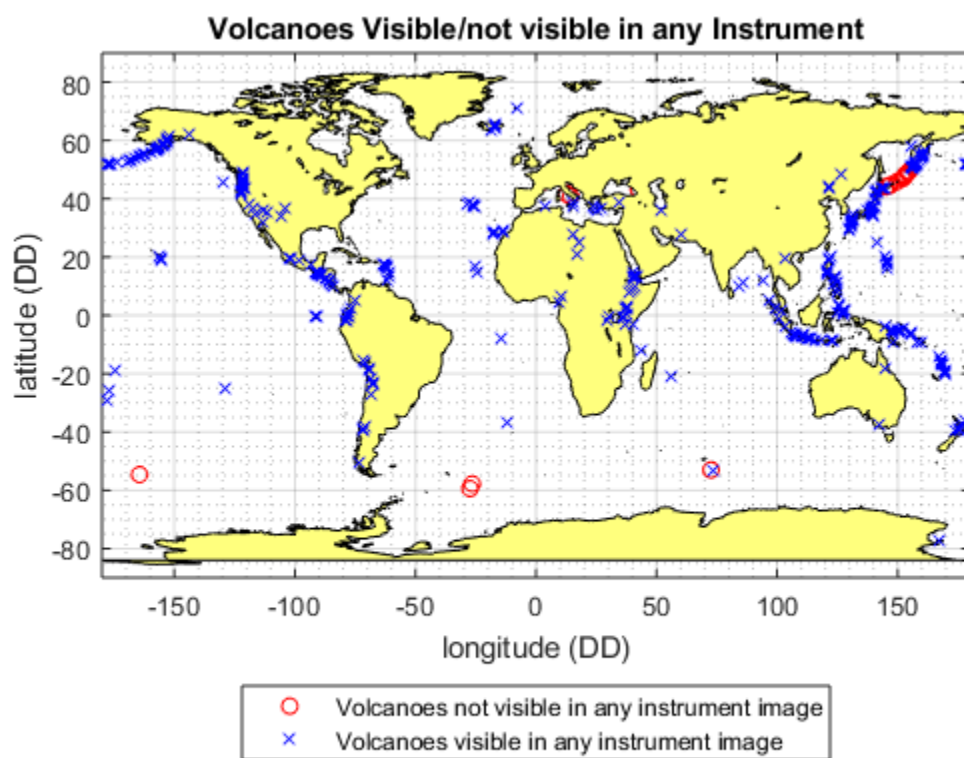 Volcanoes Visible/not visible in any Instrument
80
60
40
20
0
-20
-40
-60
-80
latitude (DD)
-150 -100 -50 0 50 100 150
longitude (DD)
Volcanoes not visible in any instrument image
Volcanoes visible in any instrument image